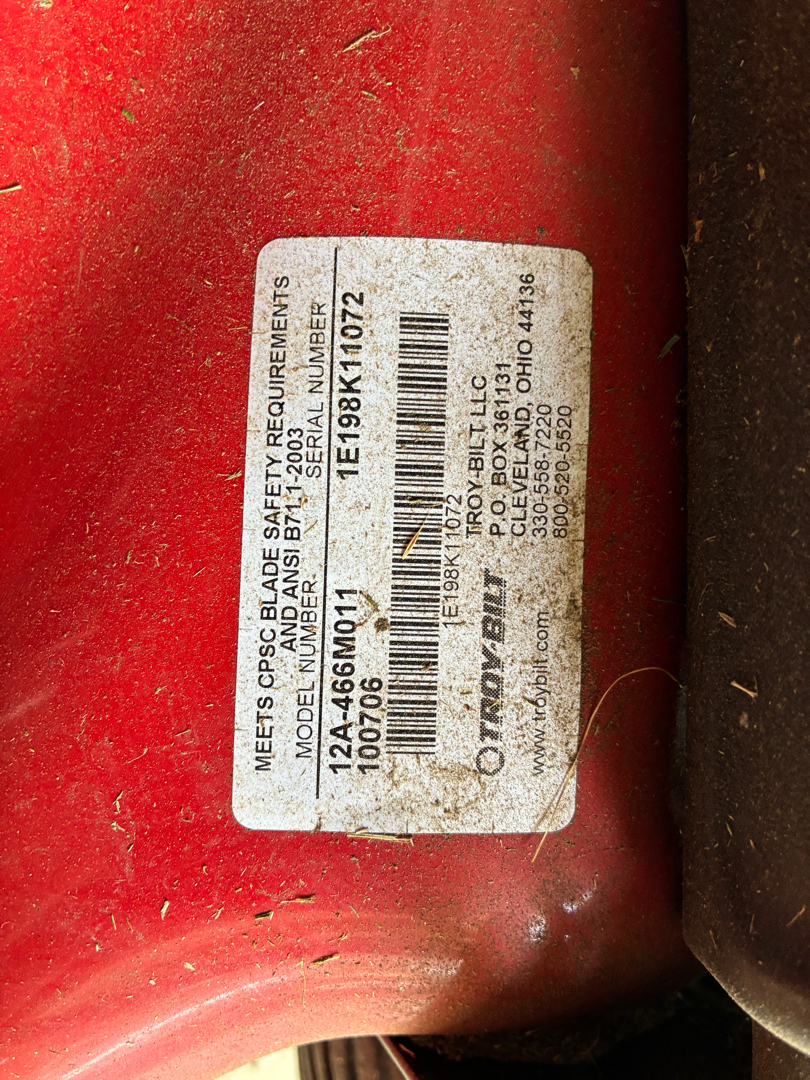 MEETS CPSC BLADE SAFETY REQUIREMENTS
AND ANSI B71.1-2003
MODEL NUMBER
SERIAL NUMBER
12A-466M011
1E198K11072
100706
1E198K11072
TROY-BILT
www.troybilt.com
TROY-BILT LLC
P.O. BOX 361131
CLEVELAND, OHIO 44136
330-558-7220
800-520-5520